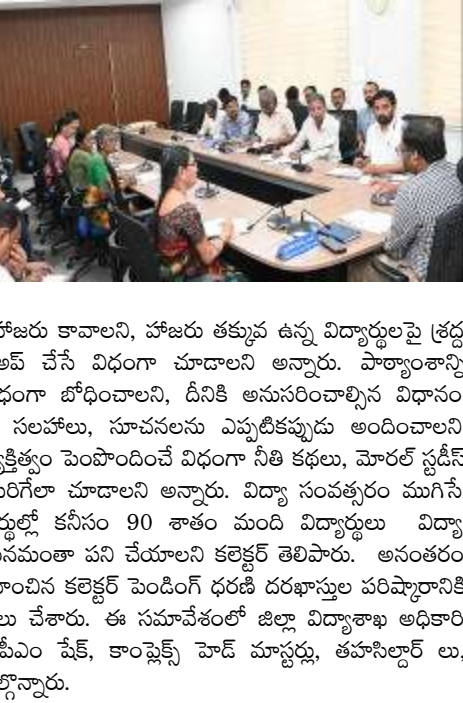 హాజరు కావాలని, హాజరు తక్కువ ఉన్న విద్యార్థులపై శ్రద్ద
అప్ చేసే విధంగా చూడాలని అన్నారు. పాఠ్యాంశాన్ని
ధంగా బోధించాలని, దీనికి అనుసరించాల్సిన విధానం
సలహాలు, సూచనలను ఎప్పటికప్పుడు అందించాలని
్యక్తిత్వం పెంపొందించే విధంగా నీతి కథలు, మోరల్ స్టడీస్
రిగేలా చూడాలని అన్నారు. విద్యా సంవత్సరం ముగిసే
ర్థుల్లో కనీసం 90 శాతం మంది విద్యార్థులు విద్యా
నమంతా పని చేయాలని కలెక్టర్ తెలిపారు. అనంతరం
ించిన కలెక్టర్ పెండింగ్ ధరణి దరఖాస్తుల పరిష్కారానికి
లు చేశారు. ఈ సమావేశంలో జిల్లా విద్యాశాఖ అధికారి
పీఎం షేక్, కాంప్లెక్స్ హెడ్ మాస్టర్లు, తహసిల్దార్ లు,
ల్గొన్నారు.